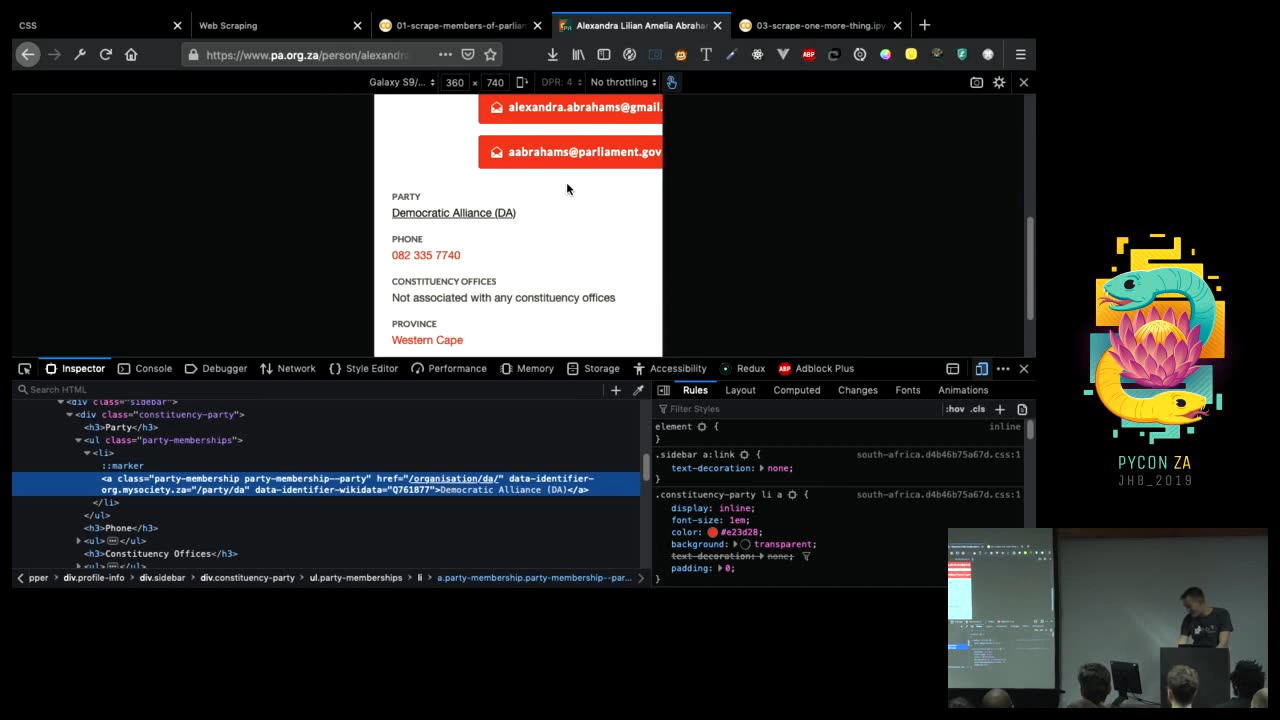 CSS
Web Scraping
01-scrape-members-of-parliam
Alexandra Lilian Amelia Abraham
03-scrape-one-more-thing.ipy
https://www.pa.org.za/person/alexandra
Galaxy S9/... 360 × 740 DPR: 4 No throttling
alexandra.abrahams@gmail.
aabrahams@parliament.gov
PARTY
Democratic Alliance (DA)
PHONE
082 335 7740
CONSTITUENCY OFFICES
Not associated with any constituency offices
PROVINCE
Western Cape
Inspector Console Debugger Network Style Editor Performance Memory Storage Accessibility Redux Adblock Plus
Search HTML
<div class="sidebar">
<div class="constituency-party">
<h3>Party</h3>
<ul class="party-memberships">
<li>
::marker
<a class="party-membership party-membership--party" href="/organisation/da/" data-identifier-
org.mysociety.za="/party/da" data-identifier-wikidata="Q761877">Democratic Alliance (DA)</a>
</li>
</ul>
<h3>Phone</h3>
<ul></ul>
<h3>Constituency Offices</h3>
<ul></ul>
pper div.profile-info div.sidebar div.constituency-party ul.party-memberships li a.party-membership.party-membership--par...
Rules Layout Computed Changes Fonts Animations
Filter Styles :hov .cls
element { inline
}
.sidebar a:link { south-africa.d4b46b75a67d.css:1
text-decoration: none;
}
.constituency-party li a { south-africa.d4b46b75a67d.css:1
display: inline;
font-size: 1em;
color: #e23d28;
background: transparent;
text-decoration: none;
padding: 0;
}
PYCON ZA
JHB_2019